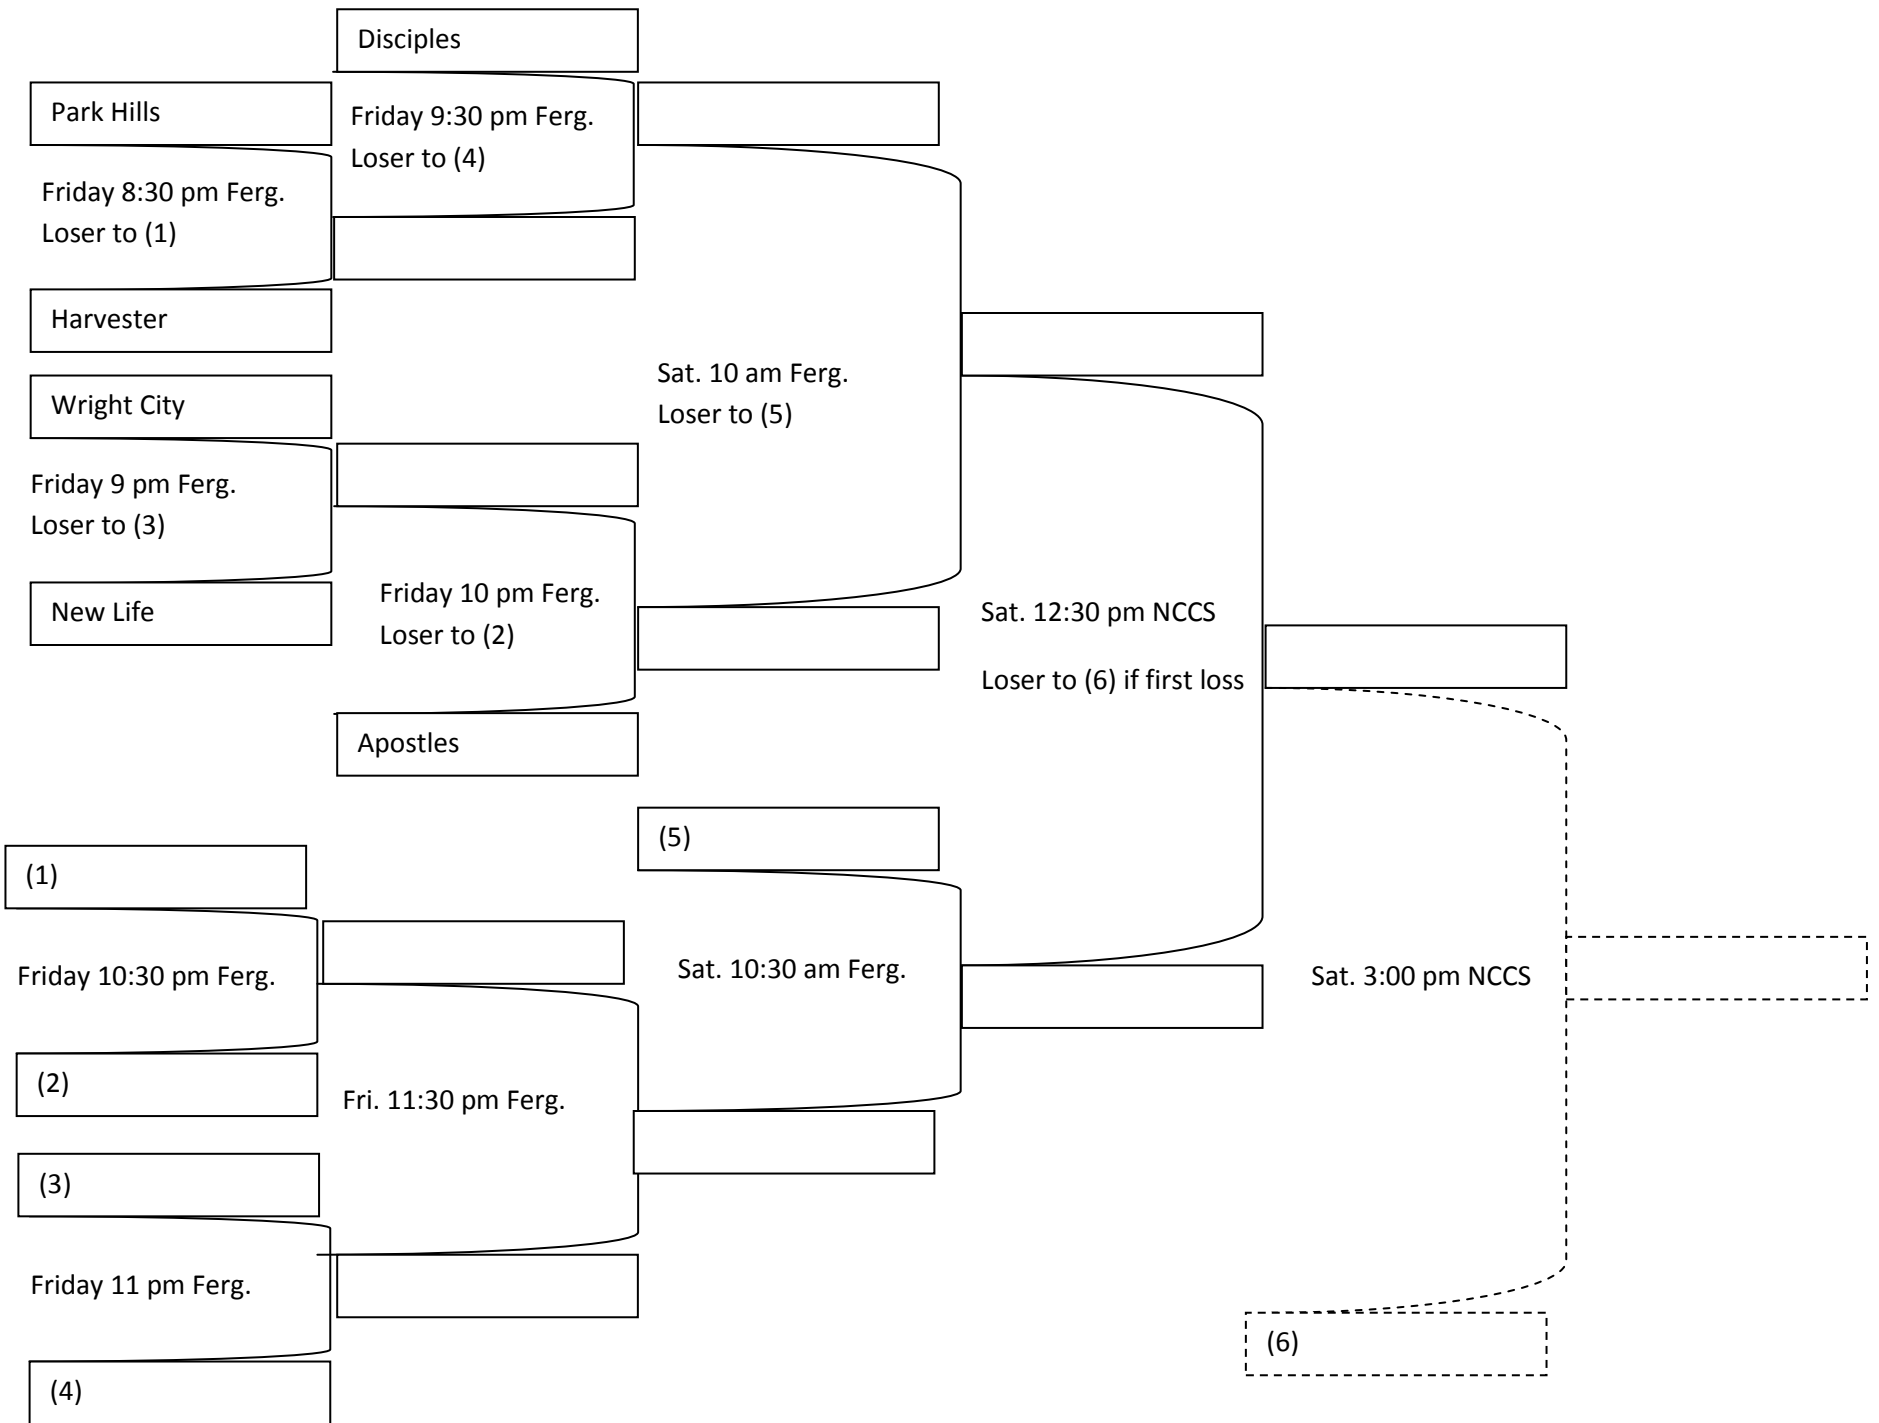 Disciples
Park Hills
Friday 9:30 pm Ferg.
Loser to (4)
Friday 8:30 pm Ferg.
Loser to (1)
Harvester
Sat. 10 am Ferg.
Loser to (5)
Wright City
Friday 9 pm Ferg.
Loser to (3)
New Life
Friday 10 pm Ferg.
Loser to (2)
Sat. 12:30 pm NCCS
Loser to (6) if first loss
Apostles
(5)
(1)
Friday 10:30 pm Ferg.
Sat. 10:30 am Ferg.
Sat. 3:00 pm NCCS
(2)
Fri. 11:30 pm Ferg.
(3)
Friday 11 pm Ferg.
(6)
(4)